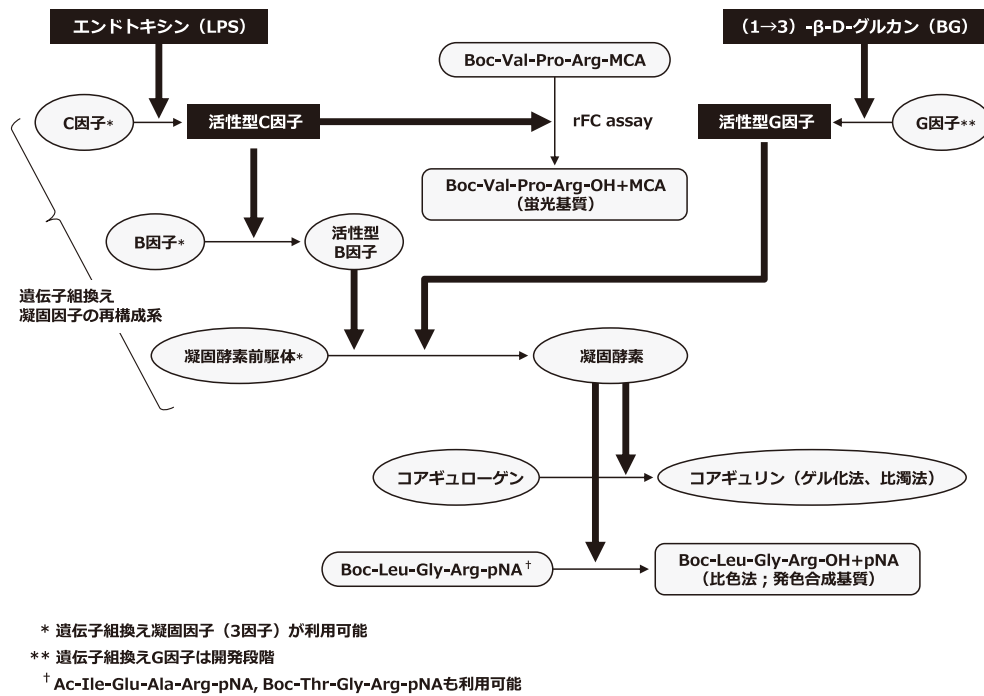 エンドトキシン（LPS）
（1→3）-β-D-グルカン（BG）
Boc-Val-Pro-Arg-MCA
C因子*
活性型C因子
rFC assay
活性型G因子
G因子**
Boc-Val-Pro-Arg-OH+MCA
（蛍光基質）
B因子*
活性型
B因子
遺伝子組換え
凝固因子の再構成系
凝固酵素前駆体*
凝固酵素
コアギュローゲン
コアギュリン（ゲル化法、比濁法）
Boc-Leu-Gly-Arg-pNA†
Boc-Leu-Gly-Arg-OH+pNA
（比色法；発色合成基質）
* 遺伝子組換え凝固因子（3因子）が利用可能
** 遺伝子組換えG因子は開発段階
† Ac-Ile-Glu-Ala-Arg-pNA, Boc-Thr-Gly-Arg-pNAも利用可能